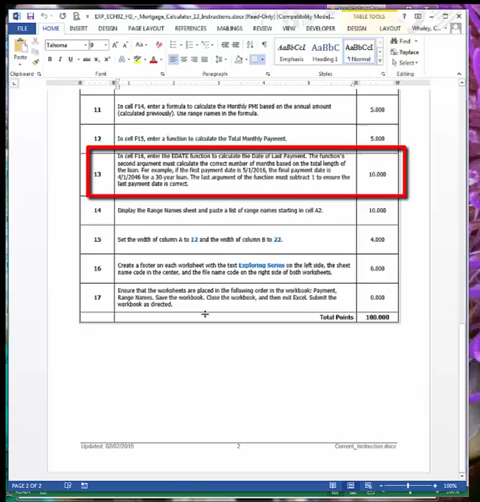 EXP_ECH02_H3_-_Mortgage_Calculator_13_Instructions.docx [Read-Only] [Compatibility Mode]...
TABLE TOOLS
FILE HOME INSERT DESIGN PAGE LAYOUT REFERENCES MAILINGS REVIEW VIEW DEVELOPER DESIGN LAYOUT Whaley, C...
Tahoma 9
Paste
AaBbCcI AaBbC AaBbCcI
Emphasis Heading 1 ¶ Normal
Find
Replace
Select
Clipboard Font Paragraph Styles Editing
11 In cell F14, enter a formula to calculate the Monthly PMI based on the annual amount 5.000
(calculated previously). Use range names in the formula.
12 In cell F15, enter a function to calculate the Total Monthly Payment. 5.000
In cell F16, enter the EDATE function to calculate the Date of Last Payment. The function's
second argument must calculate the correct number of months based on the total length of
13 the loan. For example, if the first payment date is 5/1/2016, the final payment date is 10.000
4/1/2046 for a 30-year loan. The last argument of the function must subtract 1 to ensure the
last payment date is correct.
14 Display the Range Names sheet and paste a list of range names starting in cell A2. 10.000
15 Set the width of column A to 12 and the width of column B to 22. 4.000
16 Create a footer on each worksheet with the text Exploring Series on the left side, the sheet 6.000
name code in the center, and the file name code on the right side of both worksheets.
Ensure that the worksheets are placed in the following order in the workbook: Payment,
17 Range Names. Save the workbook. Close the workbook, and then exit Excel. Submit the 0.000
workbook as directed.
Total Points 100.000
Updated: 02/02/2015 2 Current_Instruction.docx
PAGE 2 OF 2 100%